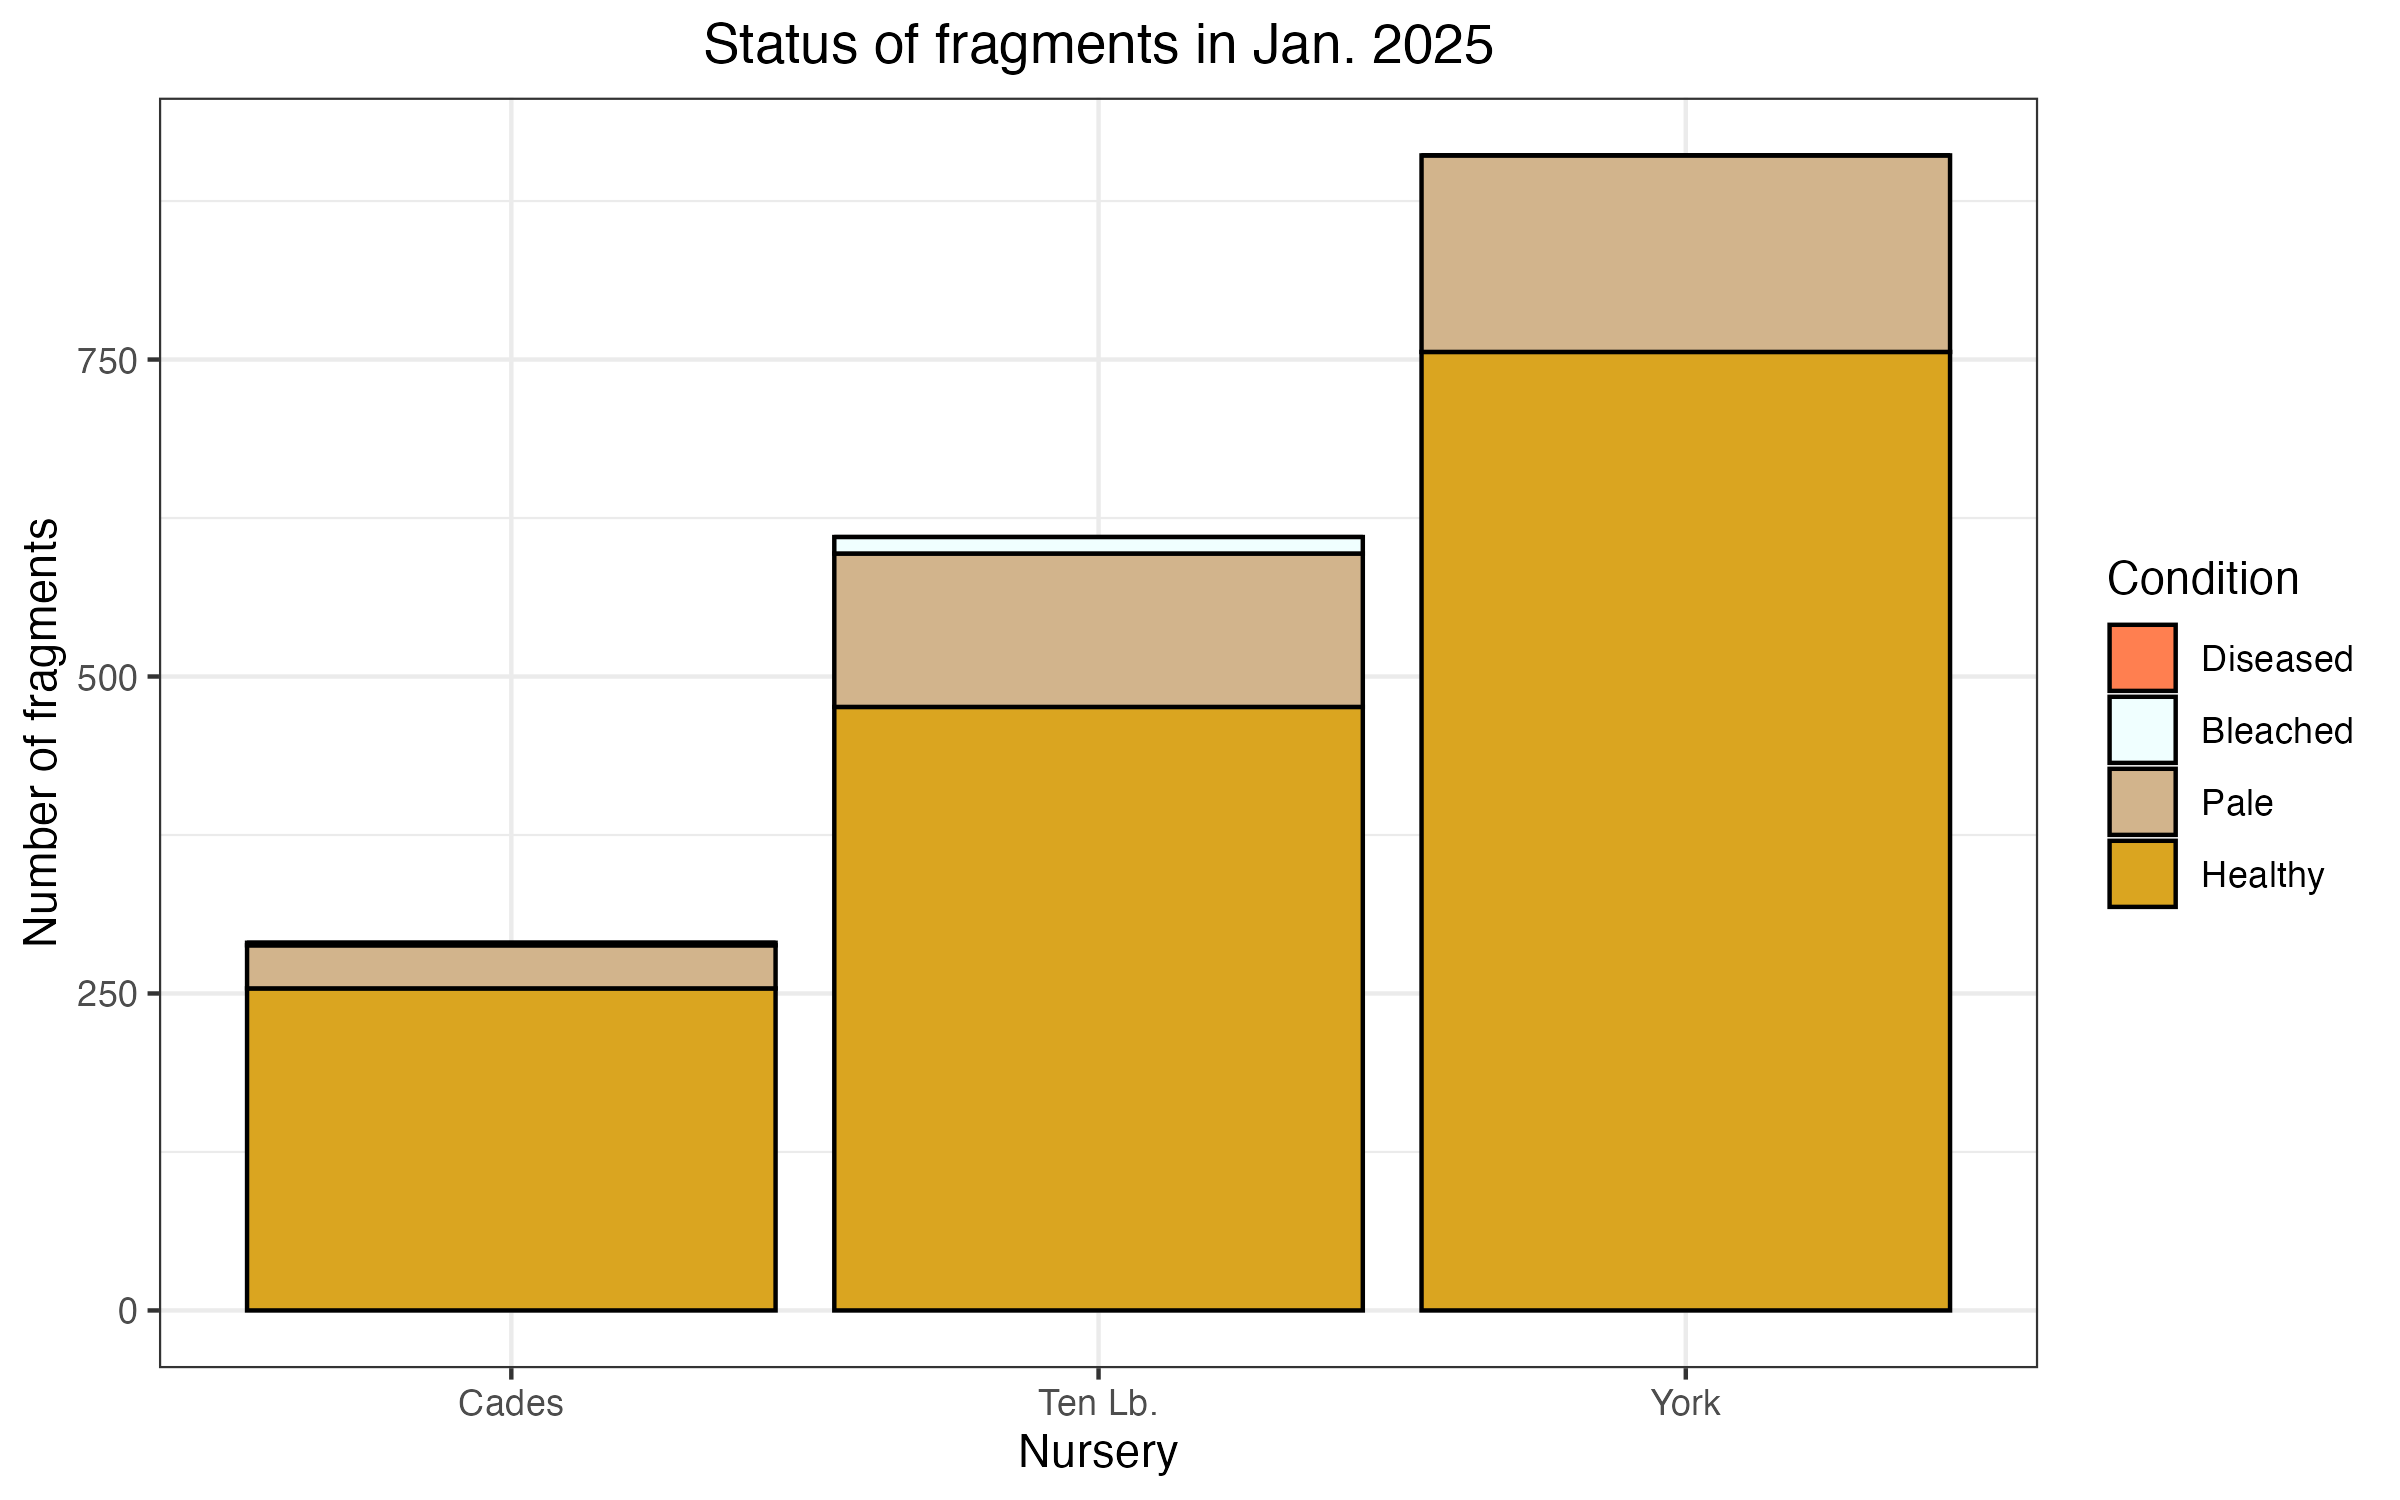 Status of fragments in Jan. 2025
Number of fragments
750
500
250
0
Cades
Ten Lb.
York
Nursery
Condition
Diseased
Bleached
Pale
Healthy